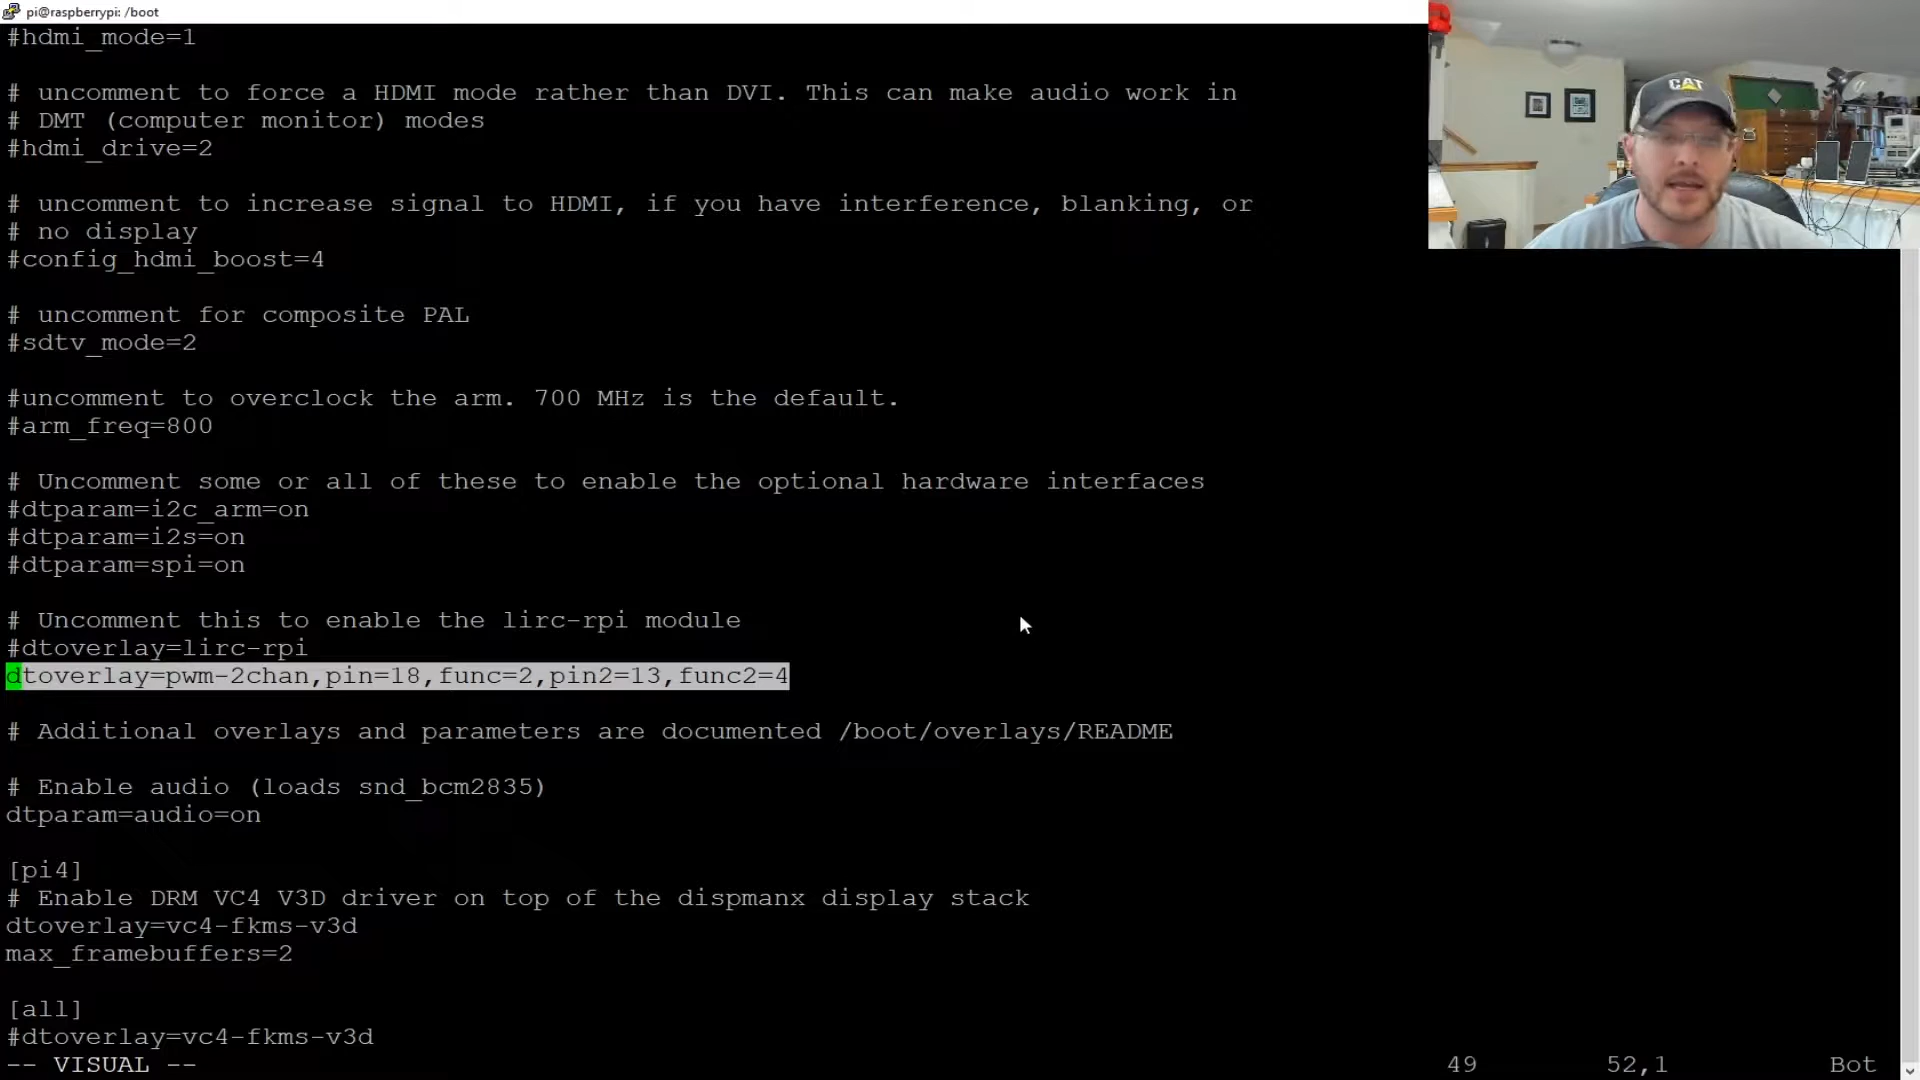 pi@raspberrypi: /boot
#hdmi_mode=1
# uncomment to force a HDMI mode rather than DVI. This can make audio work in
# DMT (computer monitor) modes
#hdmi_drive=2
# uncomment to increase signal to HDMI, if you have interference, blanking, or
# no display
#config_hdmi_boost=4
# uncomment for composite PAL
#sdtv_mode=2
#uncomment to overclock the arm. 700 MHz is the default.
#arm_freq=800
# Uncomment some or all of these to enable the optional hardware interfaces
#dtparam=i2c_arm=on
#dtparam=i2s=on
#dtparam=spi=on
# Uncomment this to enable the lirc-rpi module
#dtoverlay=lirc-rpi
dtoverlay=pwm-2chan,pin=18,func=2,pin2=13,func2=4
# Additional overlays and parameters are documented /boot/overlays/README
# Enable audio (loads snd_bcm2835)
dtparam=audio=on
[pi4]
# Enable DRM VC4 V3D driver on top of the dispmanx display stack
dtoverlay=vc4-fkms-v3d
max_framebuffers=2
[all]
#dtoverlay=vc4-fkms-v3d
-- VISUAL -- 49 52,1 Bot
CAT